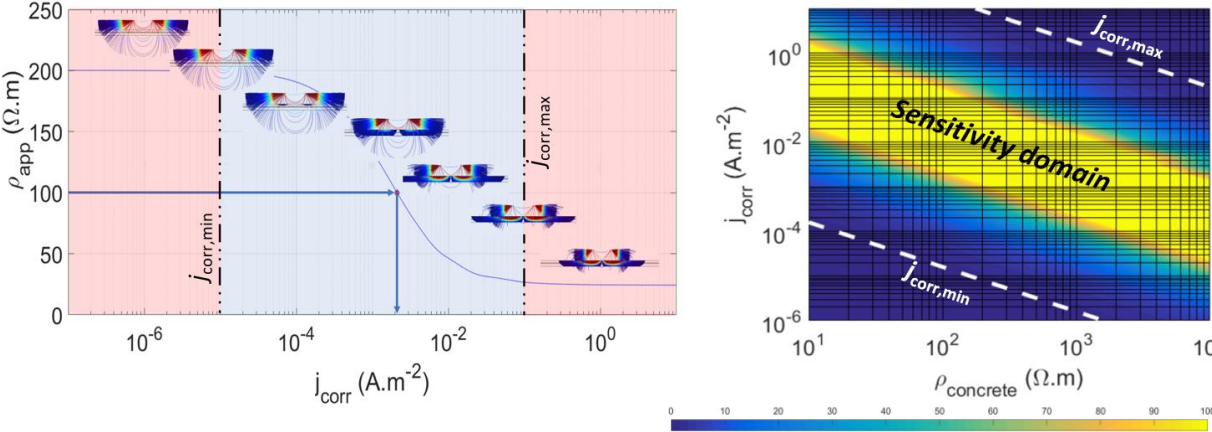 250
200
150
100
50
0
ρapp (Ω.m)
jcorr,min
jcorr,max
10-6
10-4
10-2
100
jcorr (A.m-2)
100
10-2
10-4
10-6
jcorr (A.m-2)
jcorr,max
Sensitivity domain
jcorr,min
101
102
103
10
ρconcrete (Ω.m)
0 10 20 30 40 50 60 70 80 90 100